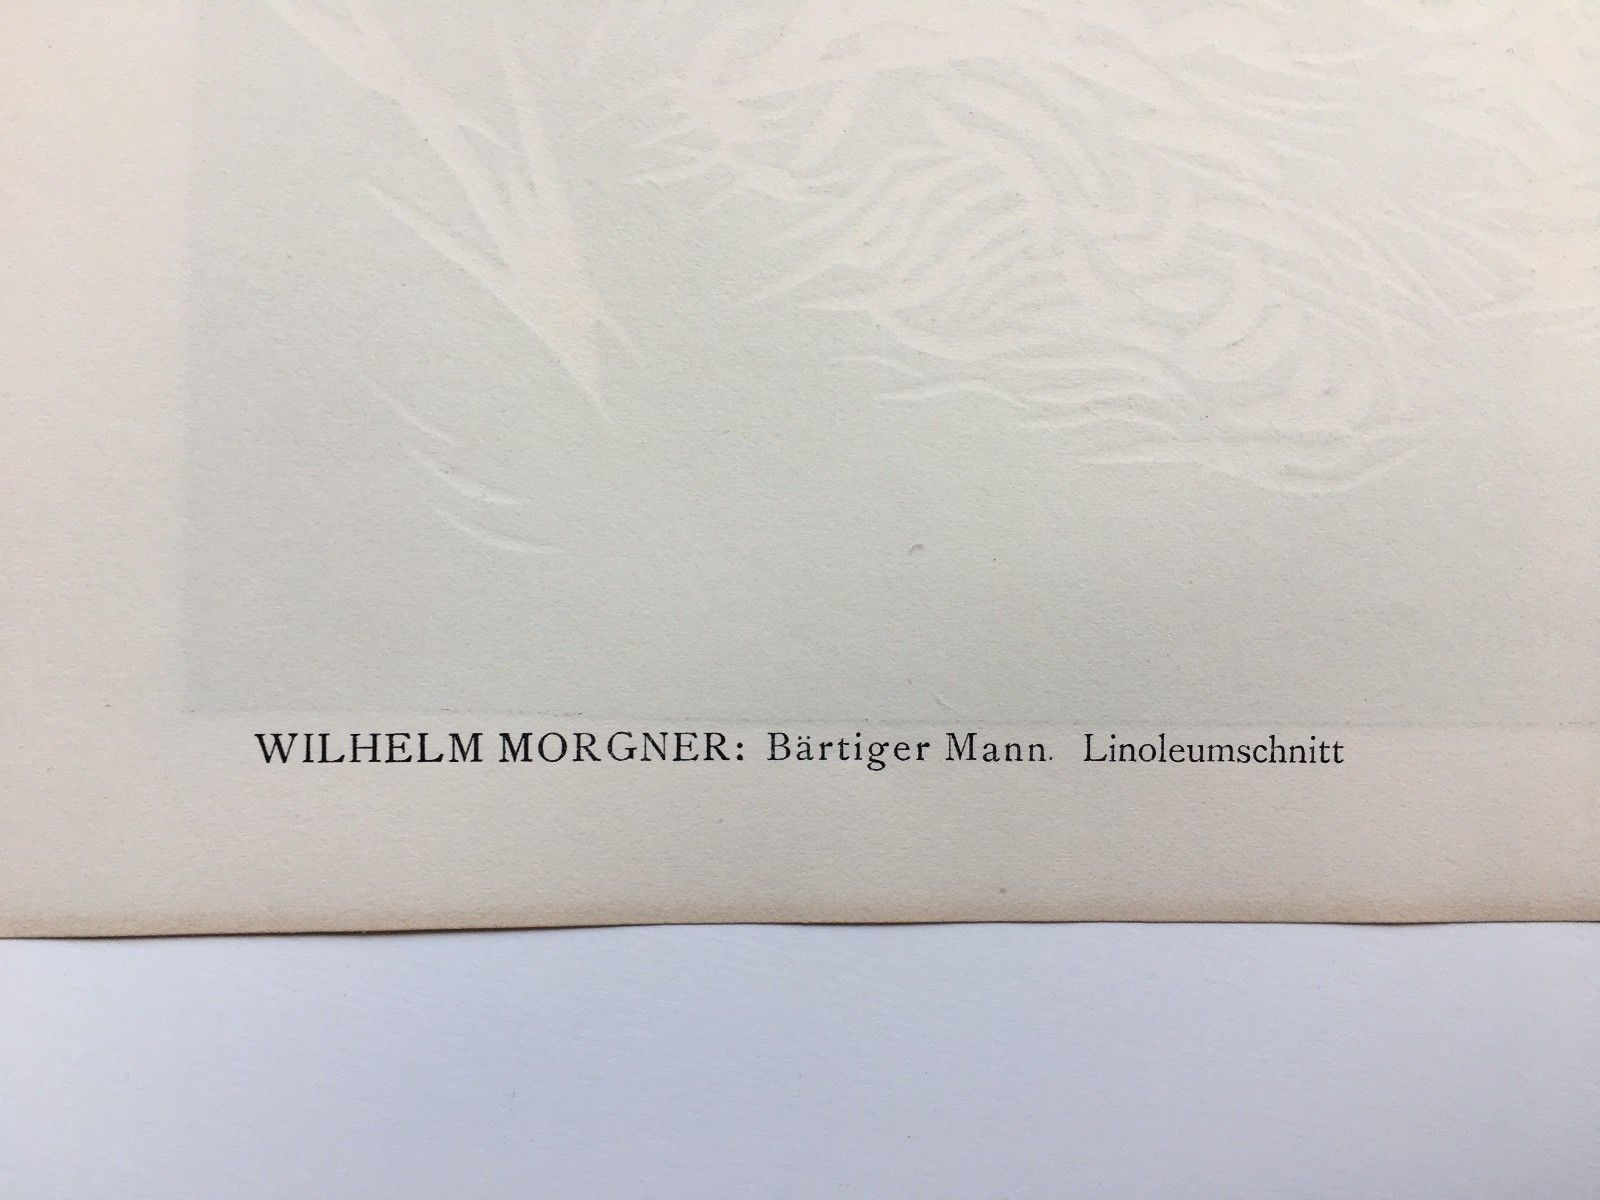 WILHELM MORGNER: Bärtiger Mann. Linoleumschnitt